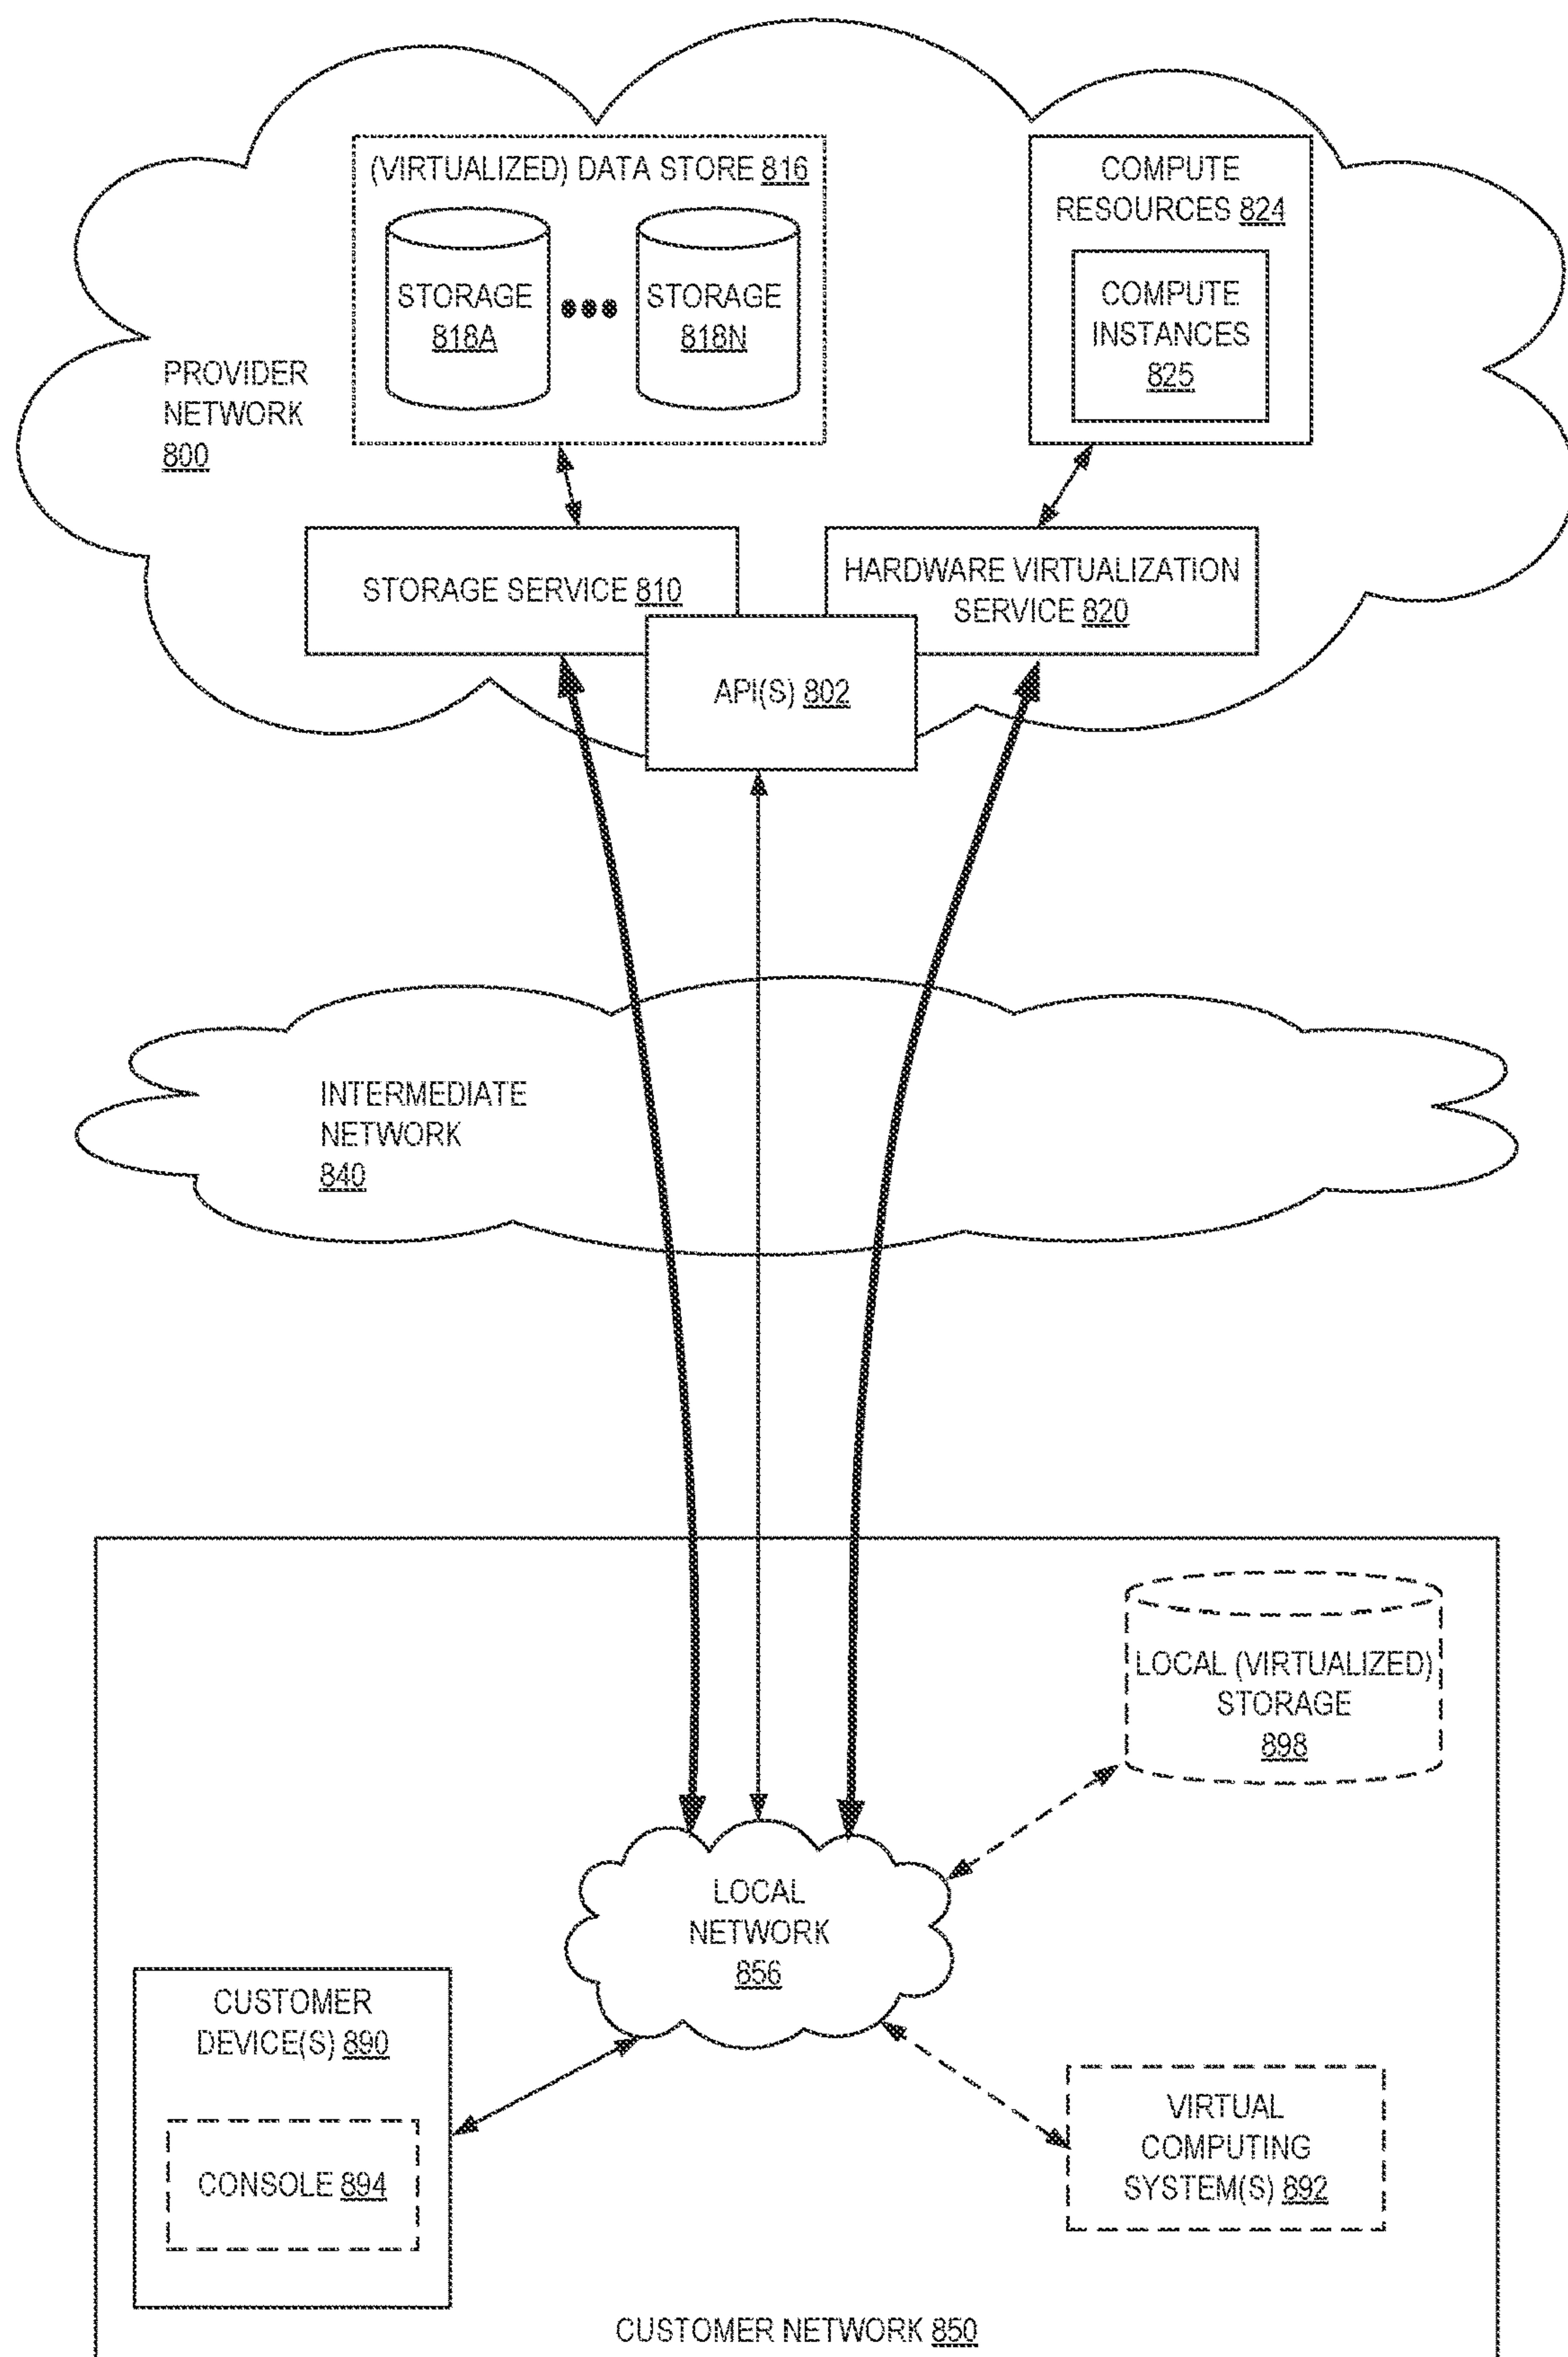 (VIRTUALIZED) DATA STORE 816
STORAGE
818A
STORAGE
818N
COMPUTE
RESOURCES 824
COMPUTE
INSTANCES
825
PROVIDER
NETWORK
800
STORAGE SERVICE 810
HARDWARE VIRTUALIZATION
SERVICE 820
API(S) 802
INTERMEDIATE
NETWORK
840
LOCAL (VIRTUALIZED)
STORAGE
898
LOCAL
NETWORK
856
CUSTOMER
DEVICE(S) 890
CONSOLE 894
VIRTUAL
COMPUTING
SYSTEM(S) 892
CUSTOMER NETWORK 850